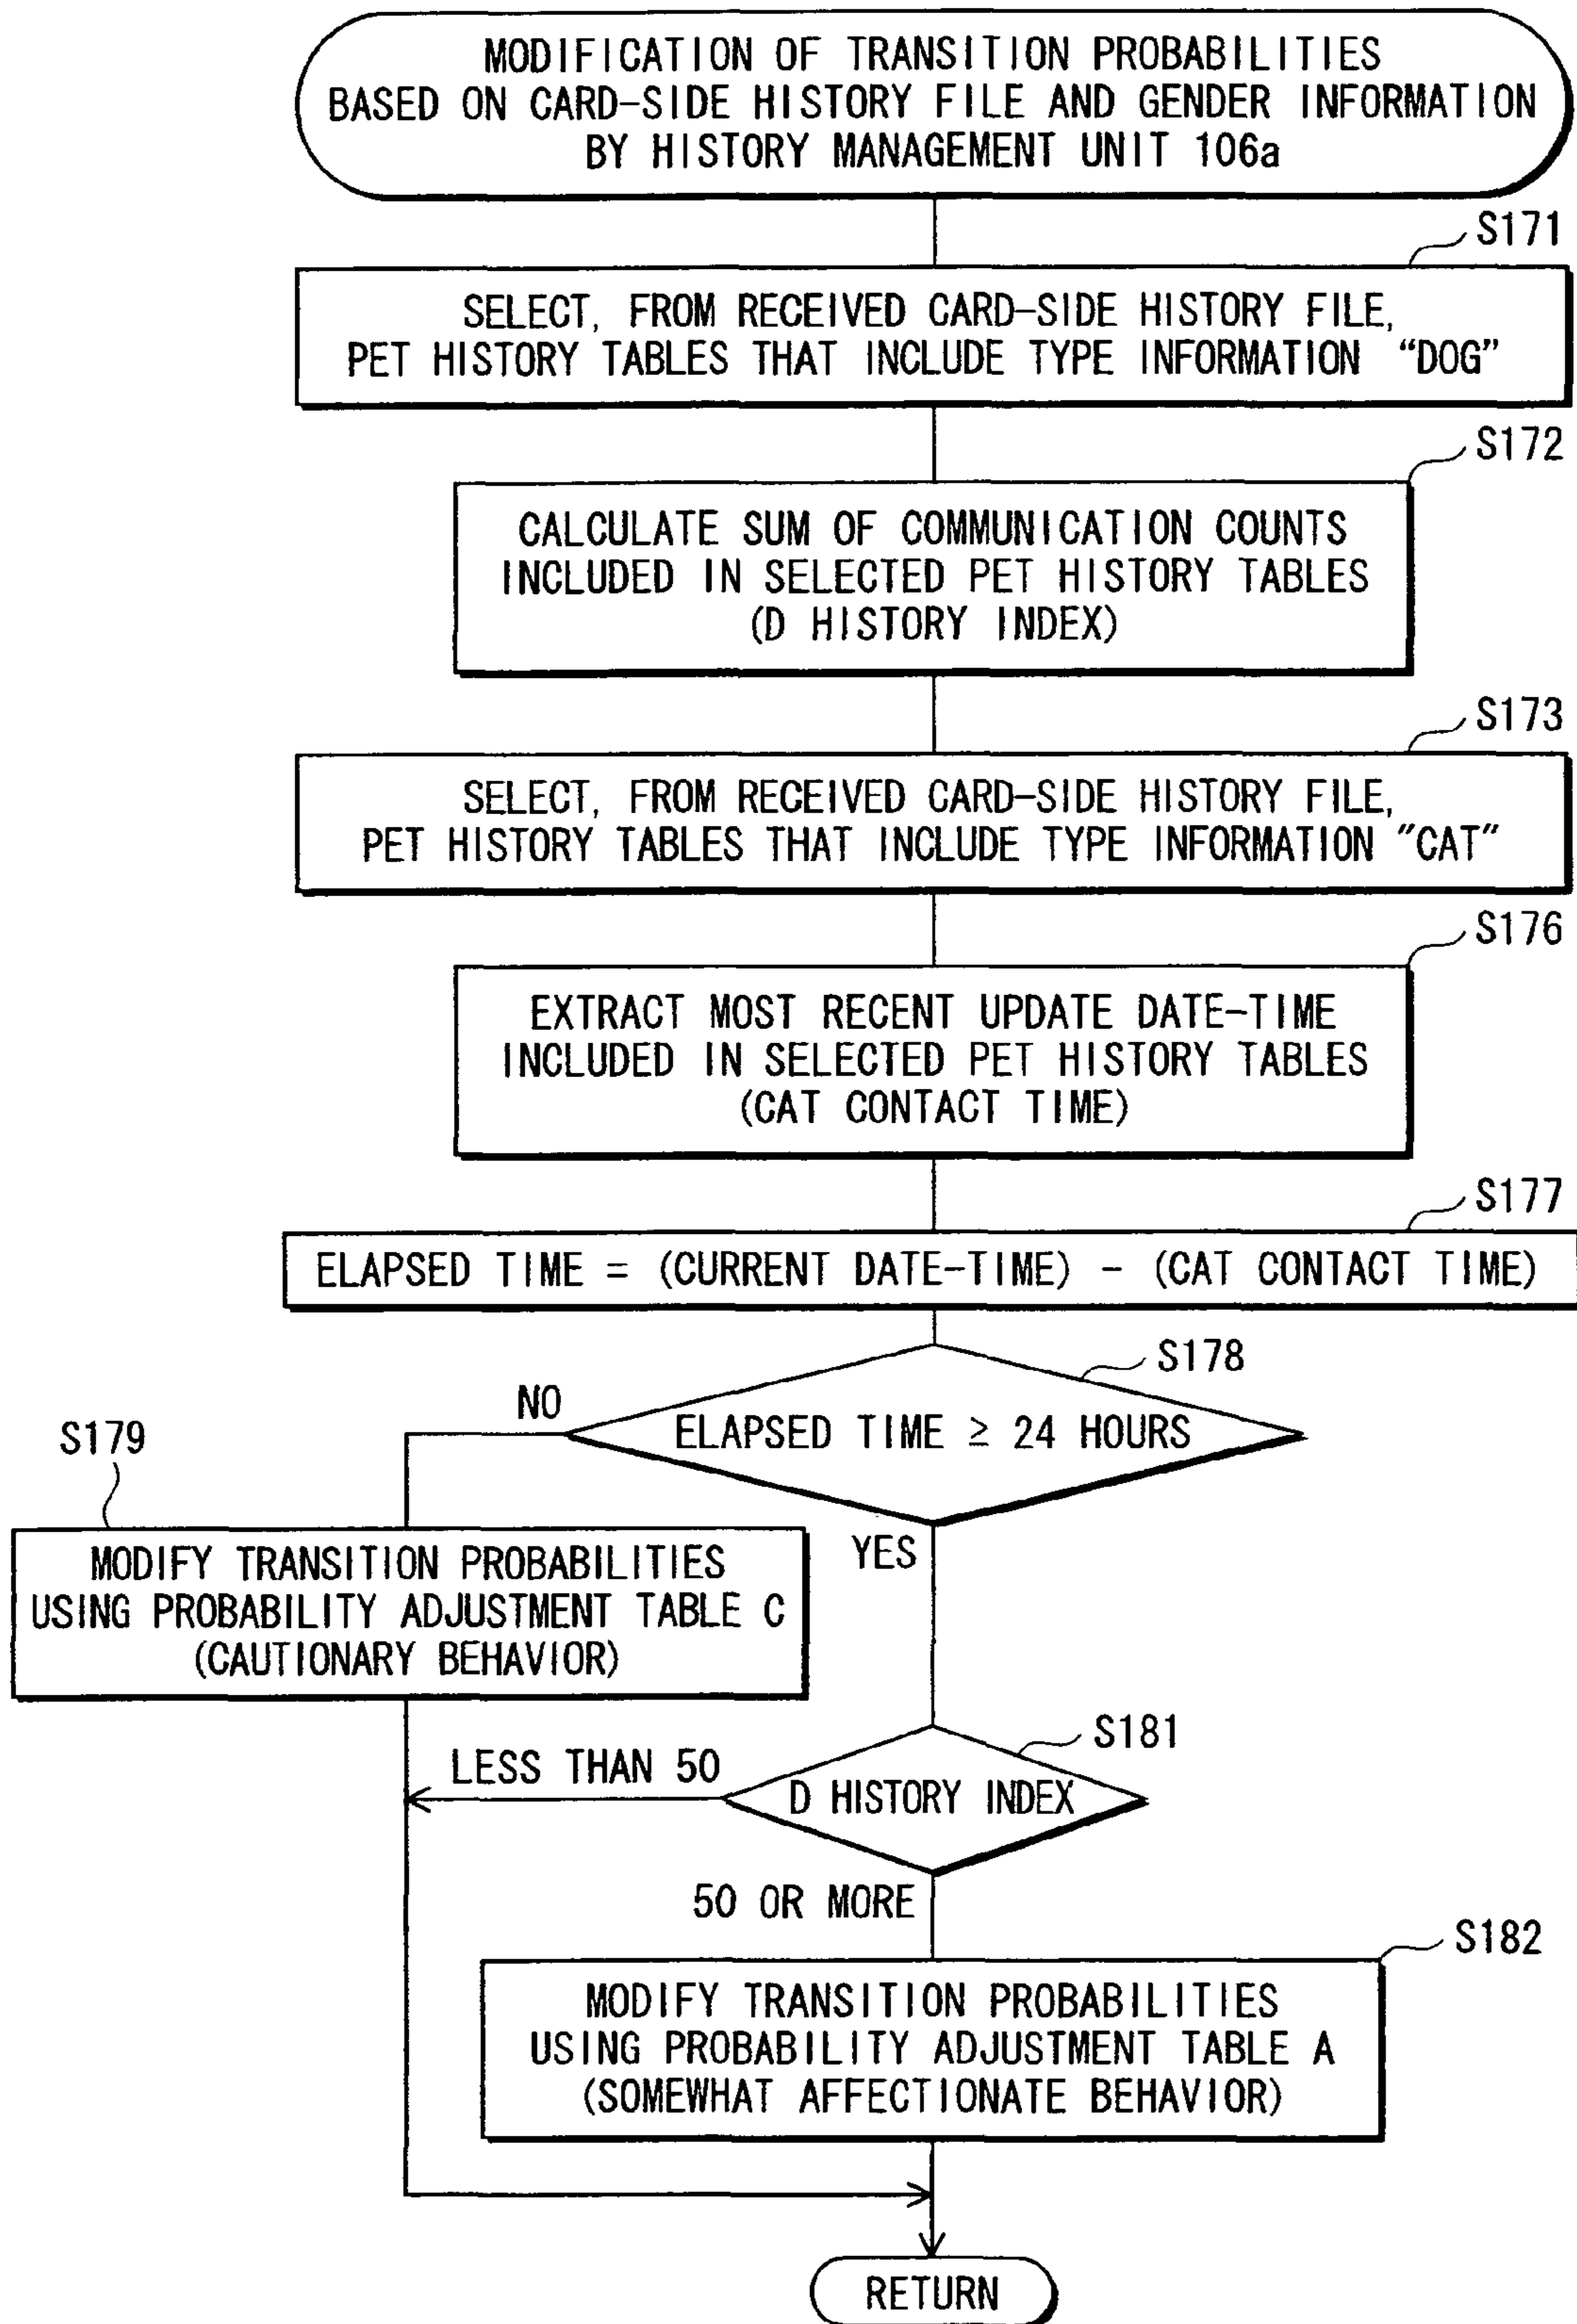 MODIFICATION OF TRANSITION PROBABILITIES
BASED ON CARD-SIDE HISTORY FILE AND GENDER INFORMATION
BY HISTORY MANAGEMENT UNIT 106a
S171
SELECT, FROM RECEIVED CARD-SIDE HISTORY FILE,
PET HISTORY TABLES THAT INCLUDE TYPE INFORMATION “DOG”
S172
CALCULATE SUM OF COMMUNICATION COUNTS
INCLUDED IN SELECTED PET HISTORY TABLES
(D HISTORY INDEX)
S173
SELECT, FROM RECEIVED CARD-SIDE HISTORY FILE,
PET HISTORY TABLES THAT INCLUDE TYPE INFORMATION "CAT"
S176
EXTRACT MOST RECENT UPDATE DATE-TIME
INCLUDED IN SELECTED PET HISTORY TABLES
(CAT CONTACT TIME)
S177
ELAPSED TIME = (CURRENT DATE-TIME) - (CAT CONTACT TIME)
S178
NO
ELAPSED TIME ≥ 24 HOURS
S179
YES
MODIFY TRANSITION PROBABILITIES
USING PROBABILITY ADJUSTMENT TABLE C
(CAUTIONARY BEHAVIOR)
S181
LESS THAN 50
D HISTORY INDEX
50 OR MORE
S182
MODIFY TRANSITION PROBABILITIES
USING PROBABILITY ADJUSTMENT TABLE A
(SOMEWHAT AFFECTIONATE BEHAVIOR)
RETURN